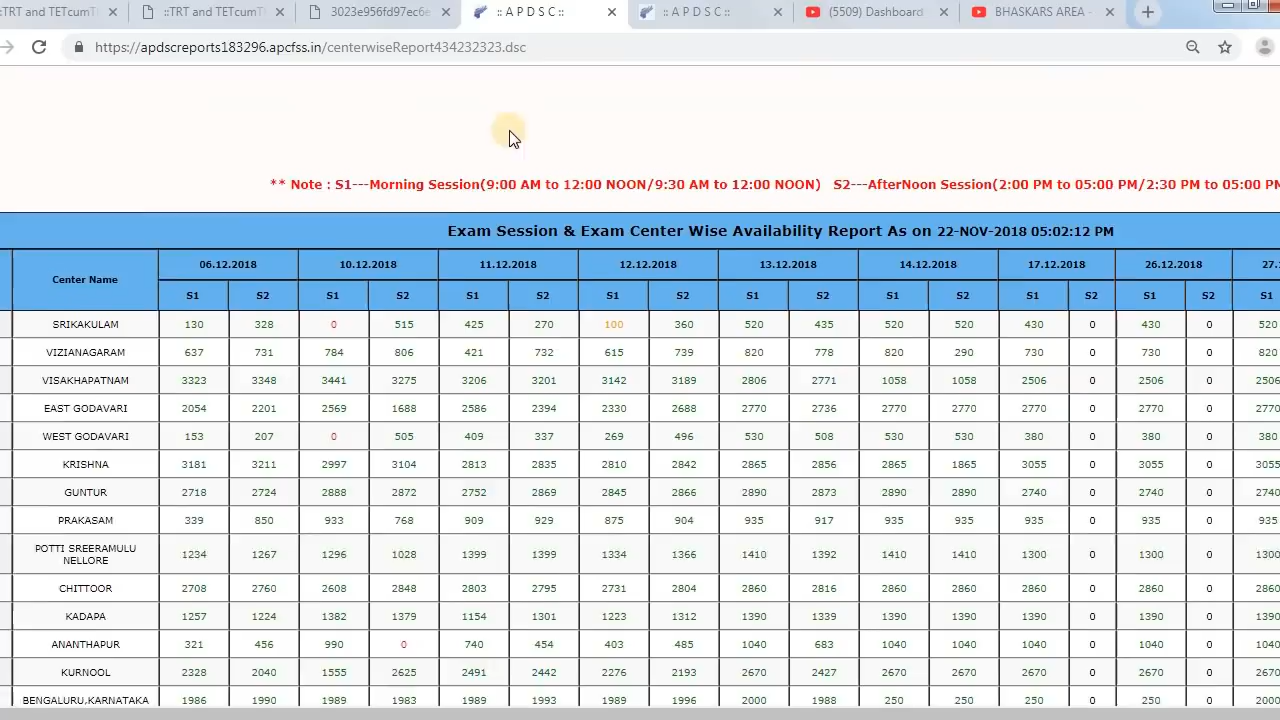 ::TRT and TETcumT
::TRT and TETcumT
3023e956fd97ec6e
:: A P D S C ::
:: A P D S C ::
(5509) Dashboard
BHASKARS AREA -
https://apdscreports183296.apcfss.in/centerwiseReport434232323.dsc
** Note : S1---Morning Session(9:00 AM to 12:00 NOON/9:30 AM to 12:00 NOON) S2---AfterNoon Session(2:00 PM to 05:00 PM/2:30 PM to 05:00 PM
Exam Session & Exam Center Wise Availability Report As on 22-NOV-2018 05:02:12 PM
Center Name 06.12.2018 10.12.2018 11.12.2018 12.12.2018 13.12.2018 14.12.2018 17.12.2018 26.12.2018 27.
S1 S2 S1 S2 S1 S2 S1 S2 S1 S2 S1 S2 S1 S2 S1 S2 S1
SRIKAKULAM 130 328 0 515 425 270 100 360 520 435 520 520 430 0 430 0 520
VIZIANAGARAM 637 731 784 806 421 732 615 739 820 778 820 290 730 0 730 0 820
VISAKHAPATNAM 3323 3348 3441 3275 3206 3201 3142 3189 2806 2771 1058 1058 2506 0 2506 0 2506
EAST GODAVARI 2054 2201 2569 1688 2586 2394 2330 2688 2770 2736 2770 2770 2770 0 2770 0 2770
WEST GODAVARI 153 207 0 505 409 337 269 496 530 508 530 530 380 0 380 0 380
KRISHNA 3181 3211 2997 3104 2813 2835 2810 2842 2865 2856 2865 1865 3055 0 3055 0 3055
GUNTUR 2718 2724 2888 2872 2752 2869 2845 2866 2890 2873 2890 2890 2740 0 2740 0 2740
PRAKASAM 339 850 933 768 909 929 875 904 935 917 935 935 935 0 935 0 935
POTTI SREERAMULU
NELLORE 1234 1267 1296 1028 1399 1399 1334 1366 1410 1392 1410 1410 1300 0 1300 0 1300
CHITTOOR 2708 2760 2608 2848 2803 2795 2731 2804 2860 2816 2860 2860 2860 0 2860 0 2860
KADAPA 1257 1224 1382 1379 1154 1301 1223 1312 1390 1339 1390 1390 1390 0 1390 0 1390
ANANTHAPUR 321 456 990 0 740 454 403 485 1040 683 1040 1040 1040 0 1040 0 1040
KURNOOL 2328 2040 1555 2625 2491 2442 2276 2193 2670 2427 2670 2670 2670 0 2670 0 2670
BENGALURU,KARNATAKA 1986 1990 1989 1983 1989 1993 1989 1996 2000 1988 250 250 250 0 250 0 2000